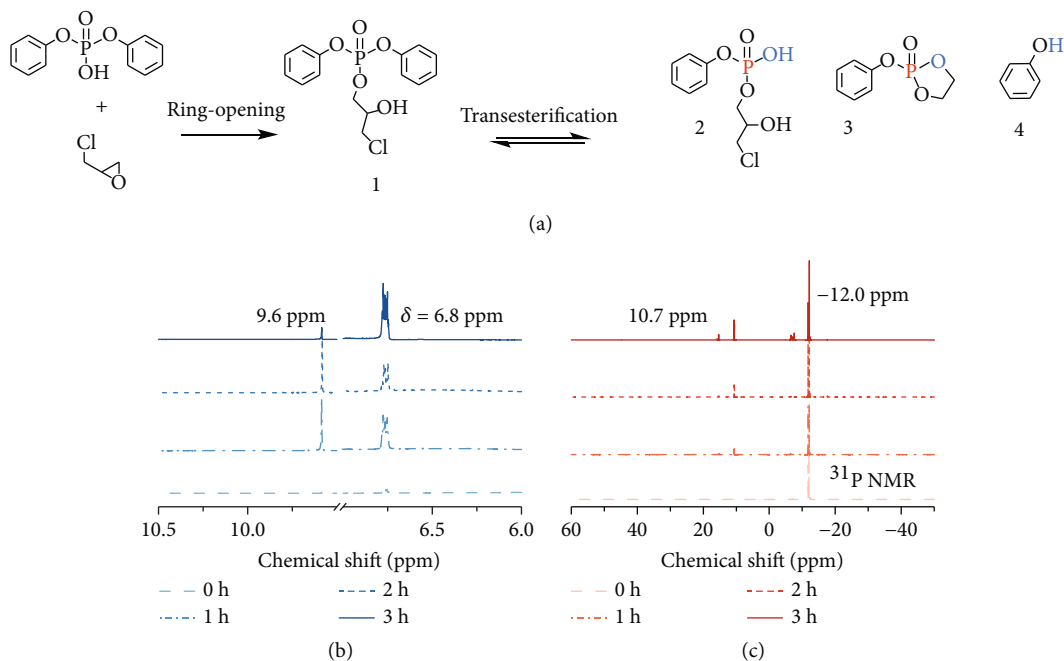 (a)
O
O
P
O
OH
+
Cl
O
Ring-opening
O
O
P
O
O
OH
Cl
1
Transesterification
O
O
P
OH
O
OH
Cl
2
O
O
P
O
O
3
OH
4
9.6 ppm
δ = 6.8 ppm
10.5
10.0
6.5
6.0
Chemical shift (ppm)
0 h
2 h
1 h
3 h
(b)
10.7 ppm
−12.0 ppm
³¹P NMR
60
40
20
0
−20
−40
Chemical shift (ppm)
0 h
2 h
1 h
3 h
(c)